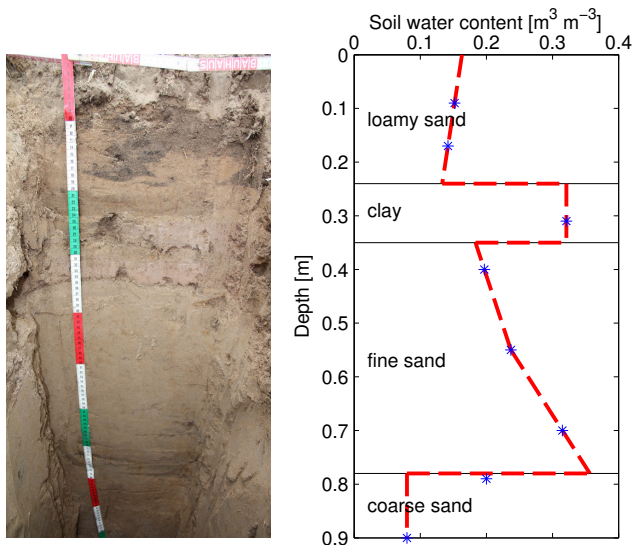 BAUHAUS
BAUHAUS
Soil water content [m³ m⁻³]
0 0.1 0.2 0.3 0.4
0
0.1
loamy sand
0.2
clay
0.3
0.4
Depth [m]
0.5
fine sand
0.6
0.7
0.8
coarse sand
0.9